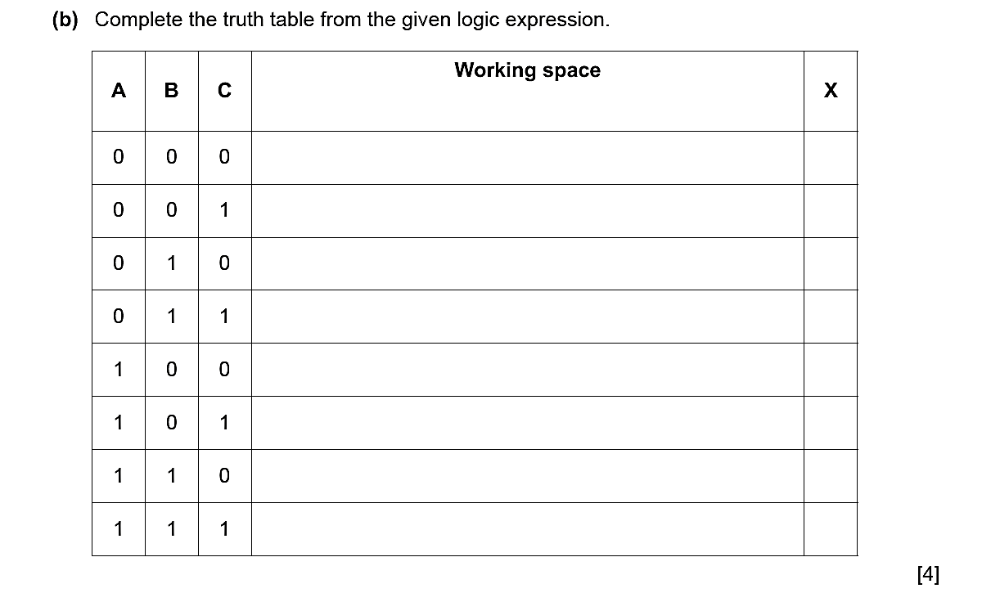 (b) Complete the truth table from the given logic expression.
A B C Working space X
0 0 0
0 0 1
0 1 0
0 1 1
1 0 0
1 0 1
1 1 0
1 1 1
[4]